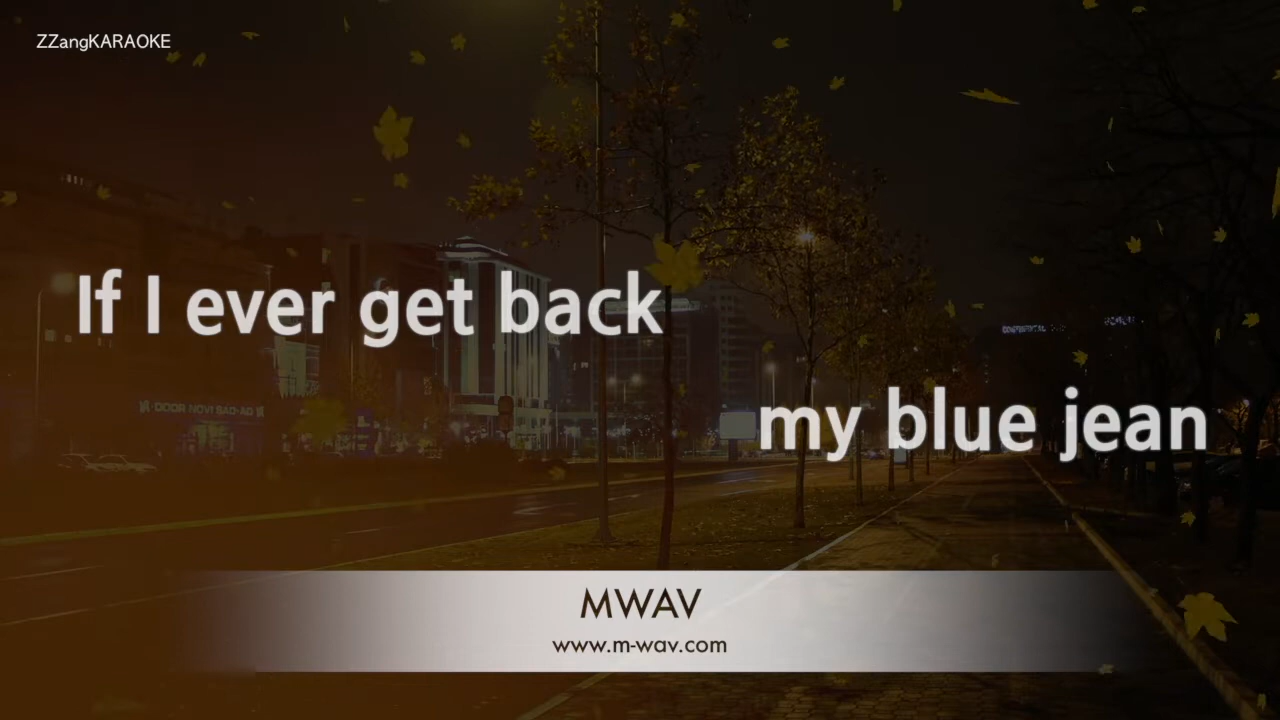 ZZangKARAOKE
If I ever get back
my blue jean
MWAV
www.m-wav.com